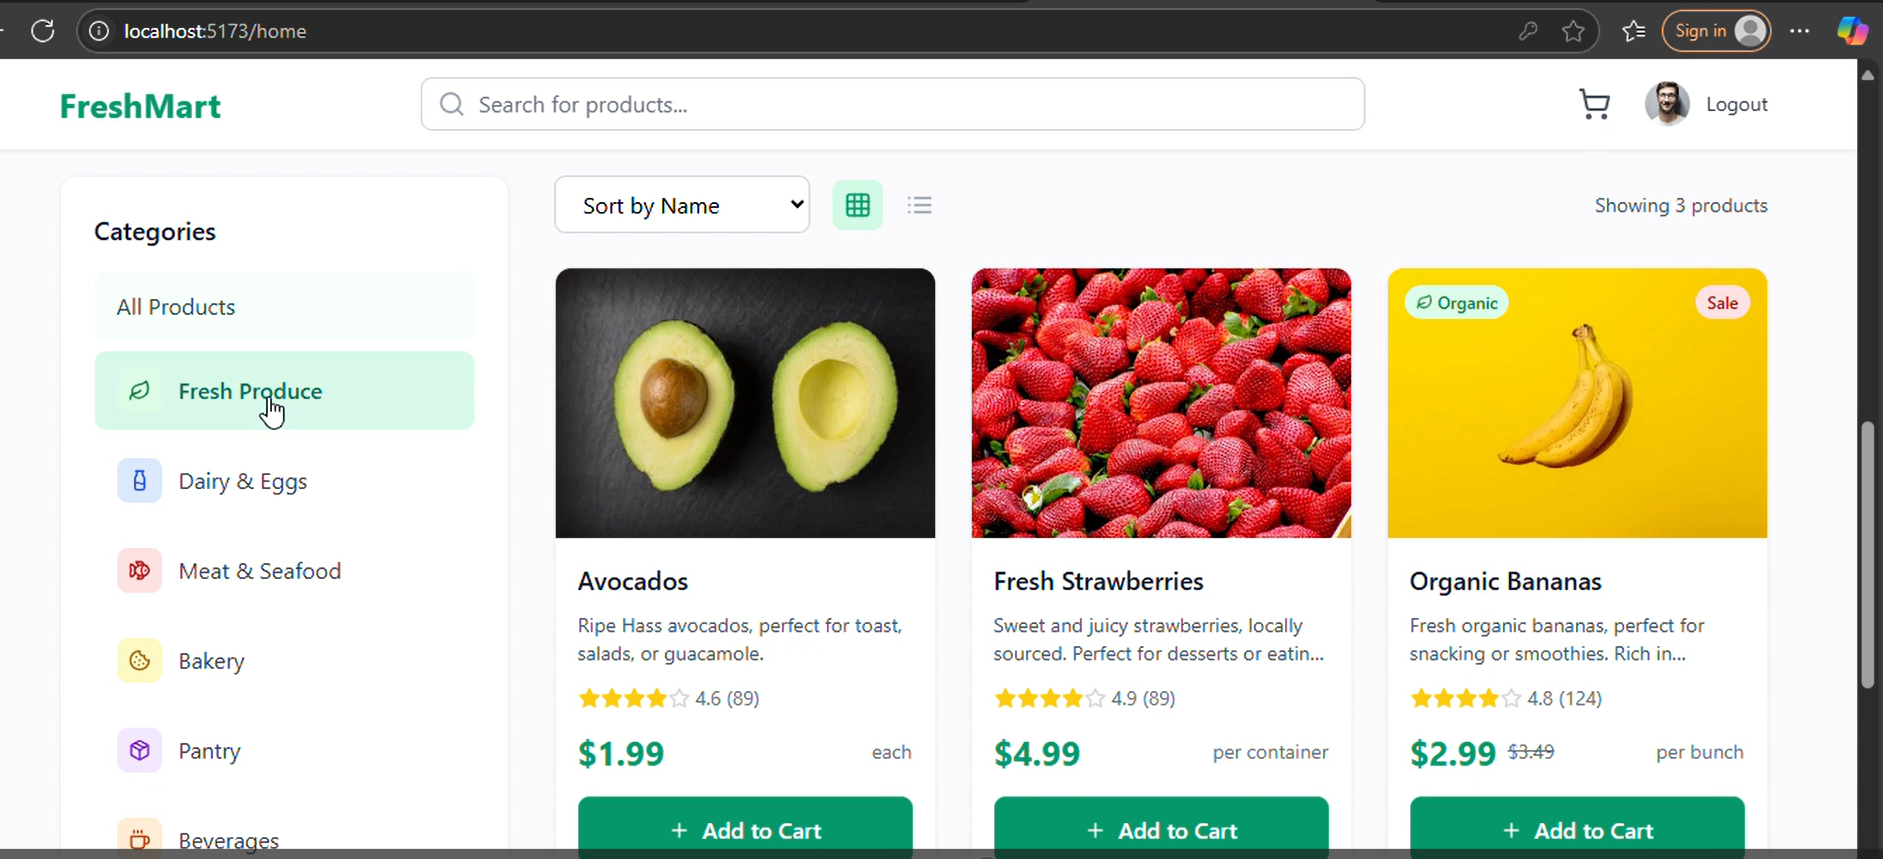 localhost:5173/home
Sign in
FreshMart
Search for products...
Logout
Categories
All Products
Fresh Produce
Dairy & Eggs
Meat & Seafood
Bakery
Pantry
Beverages
Sort by Name
Showing 3 products
Avocados
Ripe Hass avocados, perfect for toast,
salads, or guacamole.
4.6 (89)
$1.99 each
+ Add to Cart
Fresh Strawberries
Sweet and juicy strawberries, locally
sourced. Perfect for desserts or eatin...
4.9 (89)
$4.99 per container
+ Add to Cart
Organic
Sale
Organic Bananas
Fresh organic bananas, perfect for
snacking or smoothies. Rich in...
4.8 (124)
$2.99 $3.49 per bunch
+ Add to Cart